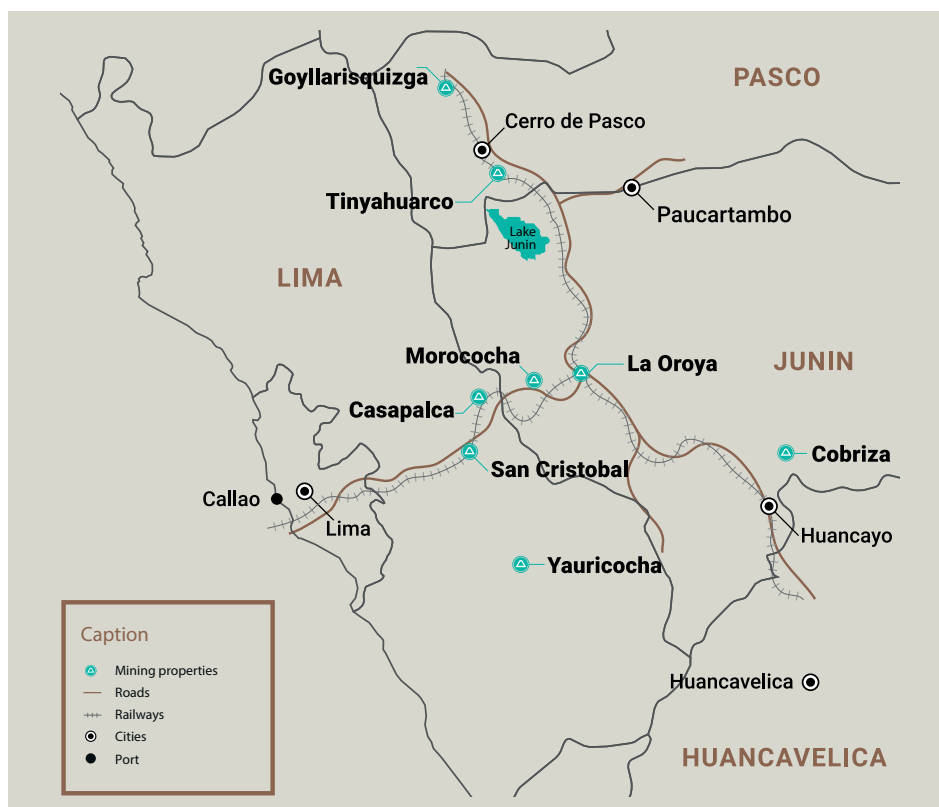 Goyllarisquizga
PASCO
Cerro de Pasco
Tinyahuarco
Paucartambo
Lake
Junin
LIMA
Morococha
La Oroya
JUNIN
Casapalca
Cobriza
San Cristobal
Callao
Lima
Huancayo
Yauricocha
Caption
Mining properties
Roads
Railways
Cities
Port
Huancavelica
HUANCAVELICA